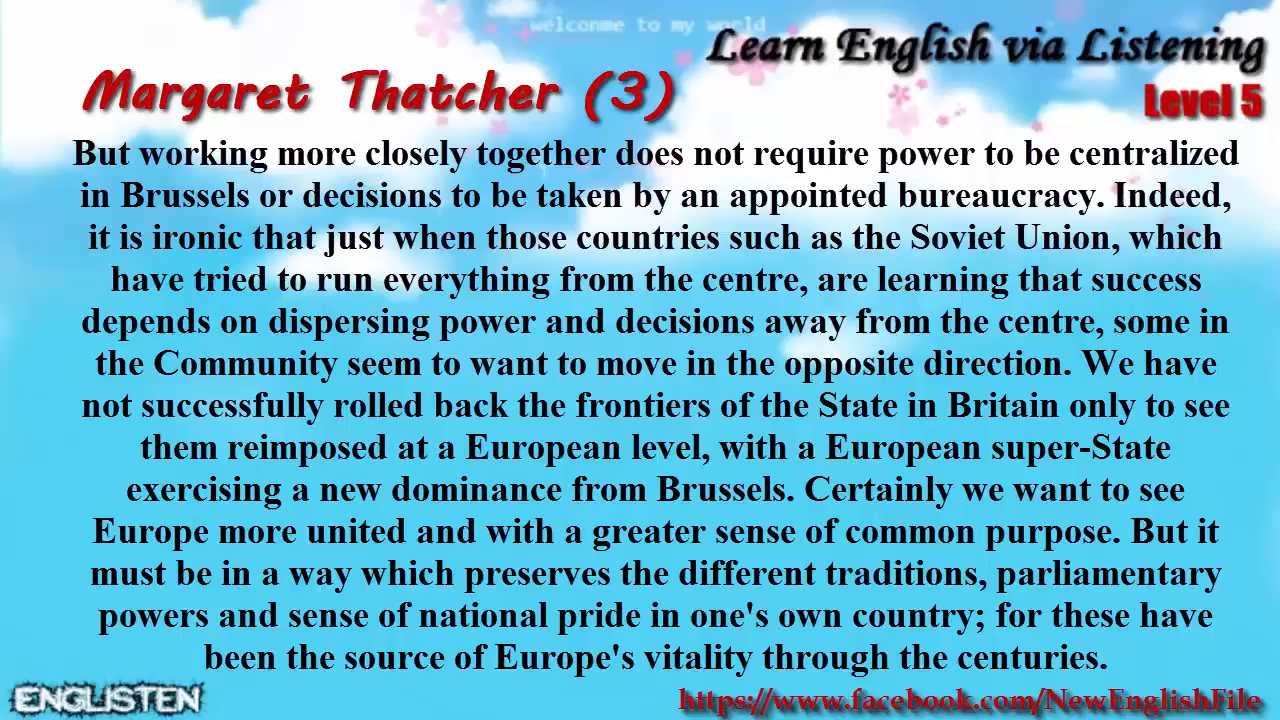 welconme to my world
Learn English via Listening
Margaret Thatcher (3)
Level 5
But working more closely together does not require power to be centralized
in Brussels or decisions to be taken by an appointed bureaucracy. Indeed,
it is ironic that just when those countries such as the Soviet Union, which
have tried to run everything from the centre, are learning that success
depends on dispersing power and decisions away from the centre, some in
the Community seem to want to move in the opposite direction. We have
not successfully rolled back the frontiers of the State in Britain only to see
them reimposed at a European level, with a European super-State
exercising a new dominance from Brussels. Certainly we want to see
Europe more united and with a greater sense of common purpose. But it
must be in a way which preserves the different traditions, parliamentary
powers and sense of national pride in one's own country; for these have
been the source of Europe's vitality through the centuries.
ENGLISTEN
https://www.facebook.com/NewEnglishFile